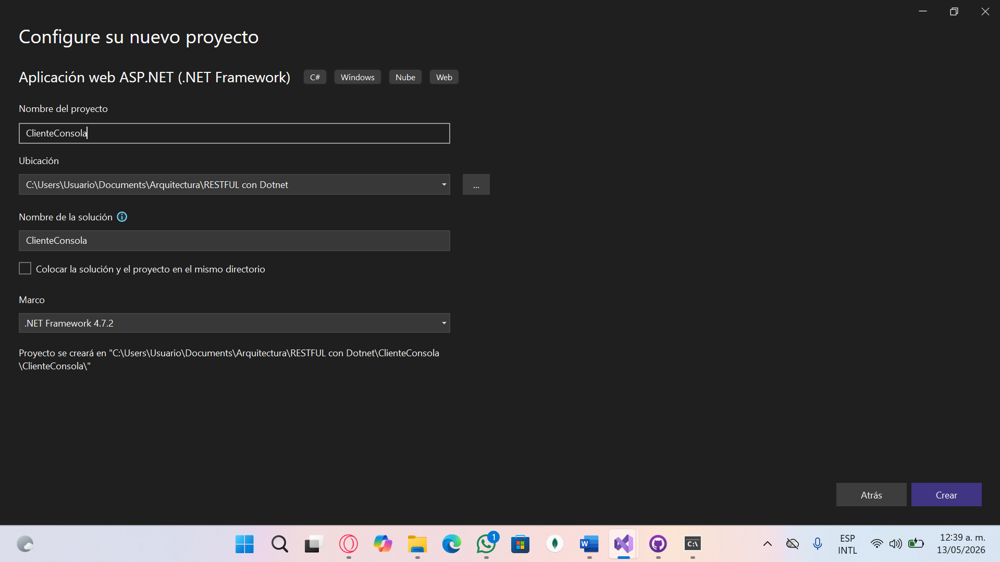 Configure su nuevo proyecto
Aplicación web ASP.NET (.NET Framework) C# Windows Nube Web
Nombre del proyecto
ClienteConsola
Ubicación
C:\Users\Usuario\Documents\Arquitectura\RESTFUL con Dotnet
...
Nombre de la solución
ClienteConsola
Colocar la solución y el proyecto en el mismo directorio
Marco
.NET Framework 4.7.2
Proyecto se creará en "C:\Users\Usuario\Documents\Arquitectura\RESTFUL con Dotnet\ClienteConsola
\ClienteConsola\"
Atrás Crear
1
W
C:\
ESP
INTL
12:39 a. m.
13/05/2026